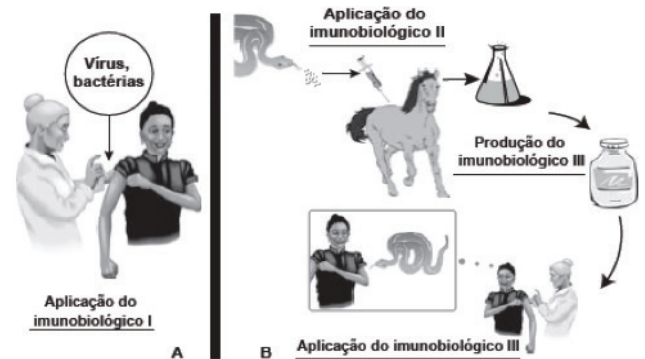 Vírus,
bactérias
Aplicação do
imunobiológico I
A
Aplicação do
imunobiológico II
Produção do
imunobiológico III
B
Aplicação do imunobiológico III